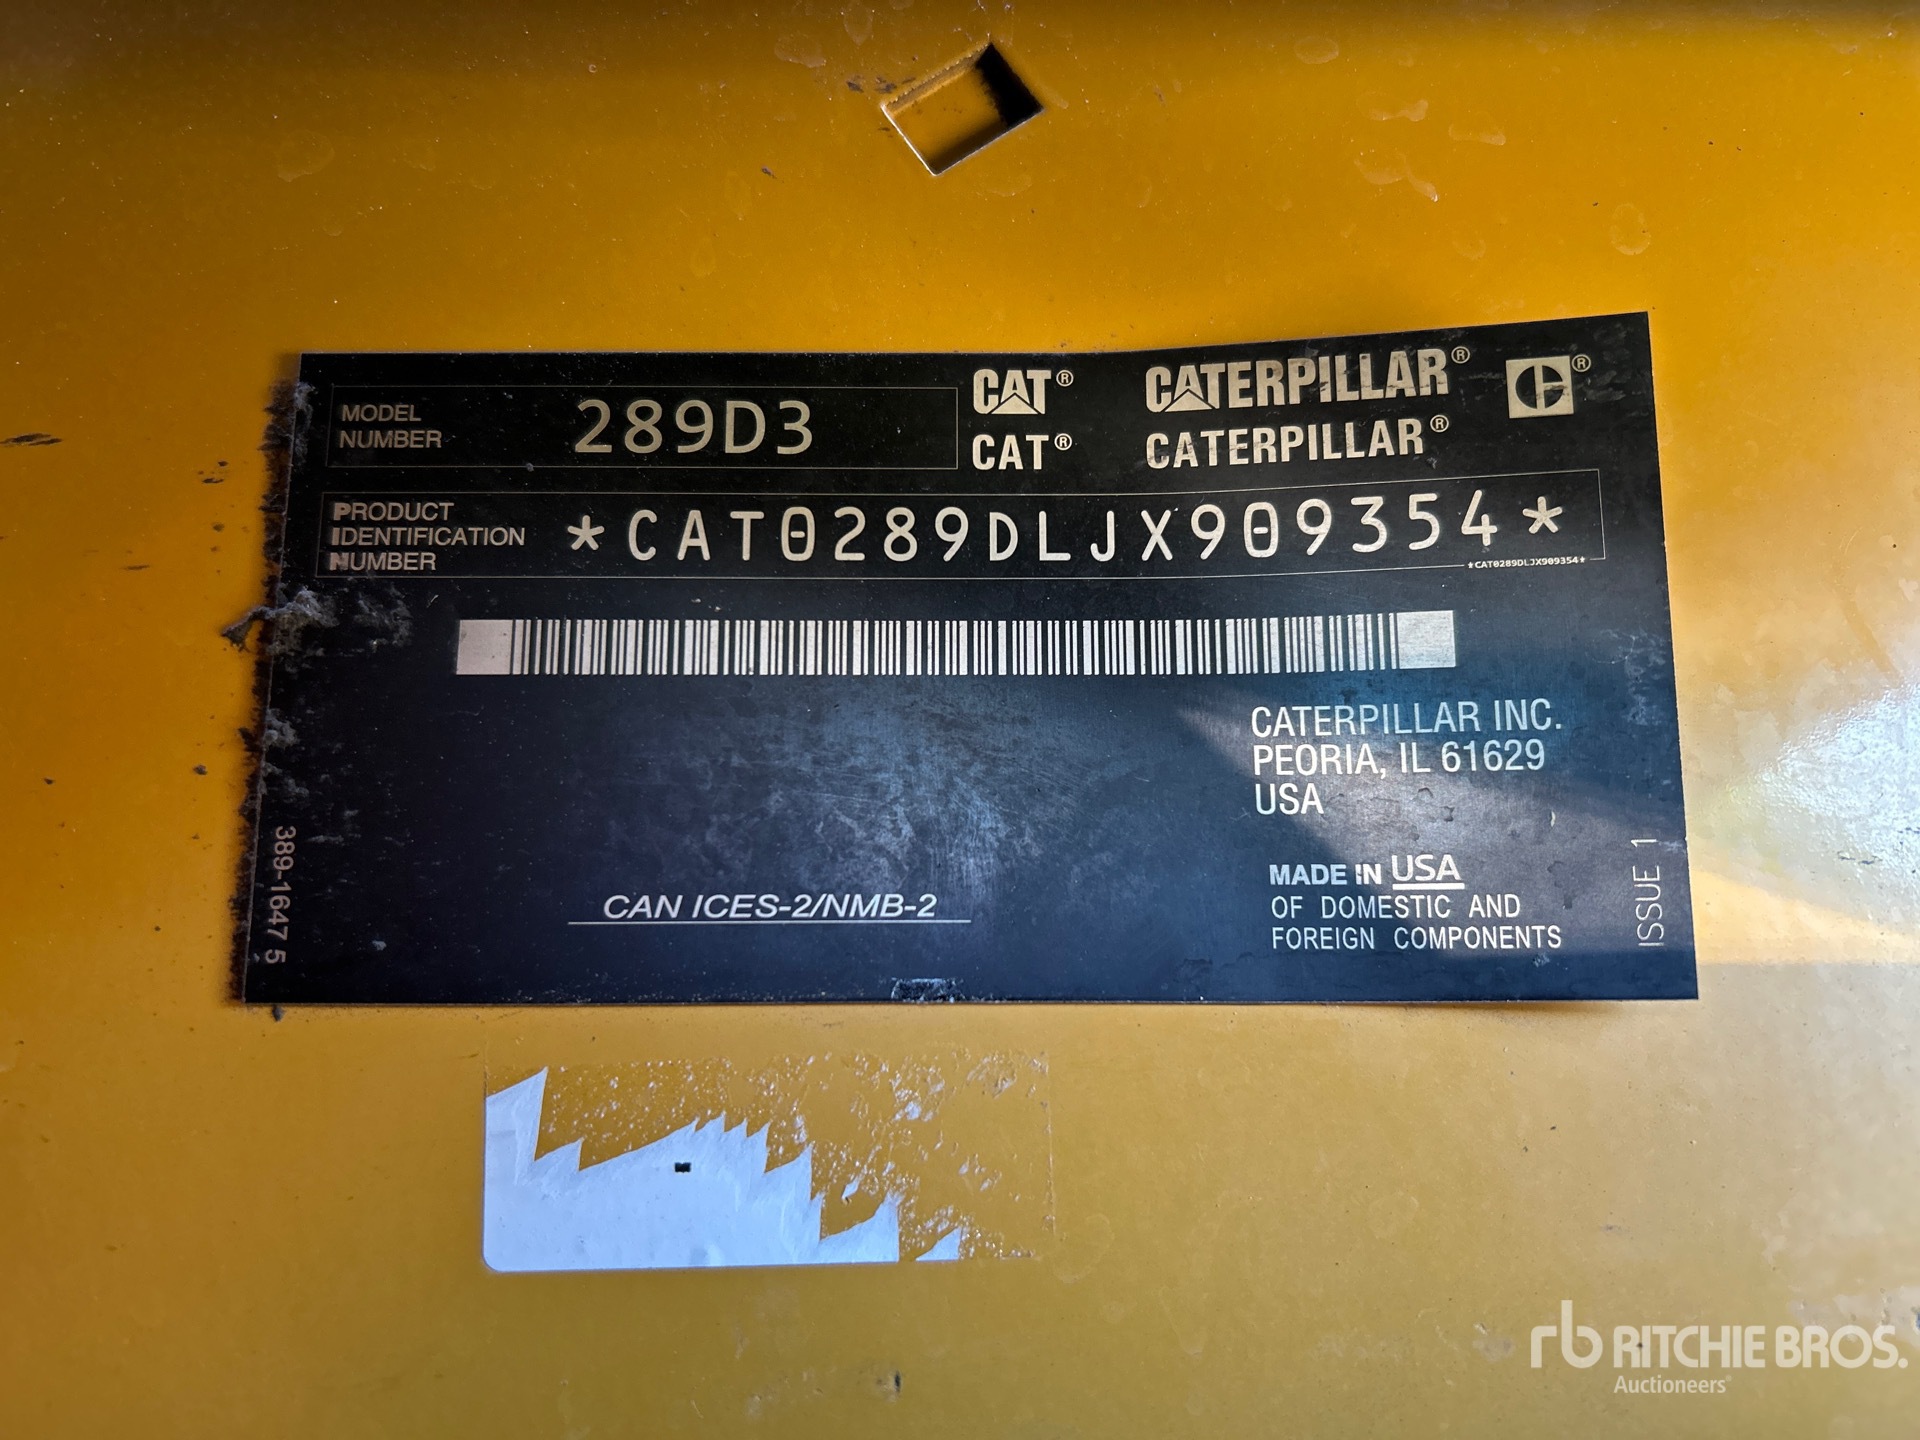 MODEL NUMBER 289D3
CAT® CATERPILLAR® ®
CAT® CATERPILLAR®
PRODUCT IDENTIFICATION NUMBER *CAT0289DLJX909354*
*CAT0289DLJX909354*
CATERPILLAR INC.
PEORIA, IL 61629
USA
MADE IN USA
OF DOMESTIC AND
FOREIGN COMPONENTS
CAN ICES-2/NMB-2
389-1647 5
ISSUE 1
rb RITCHIE BROS.
Auctioneers